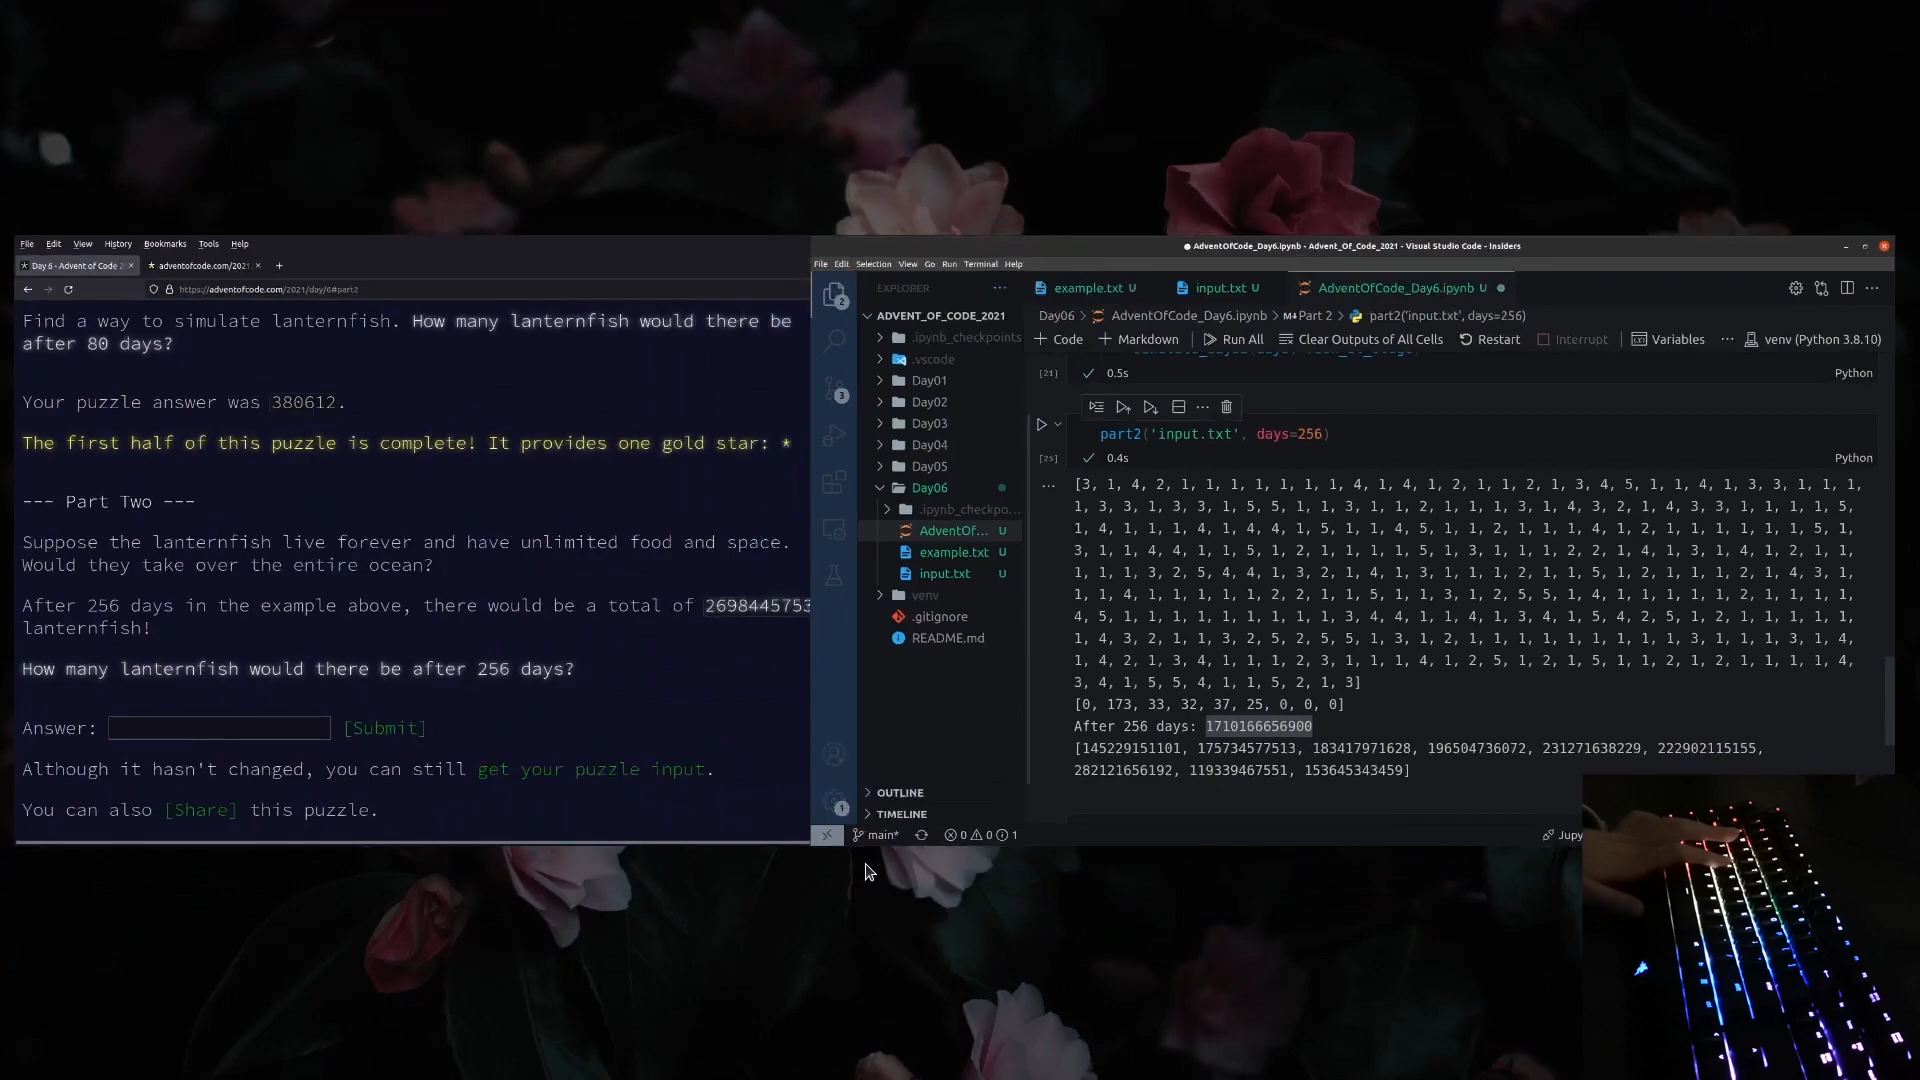 File Edit View History Bookmarks Tools Help
Day 6 - Advent of Code 2
adventofcode.com/2021
https://adventofcode.com/2021/day/6#part2
Find a way to simulate lanternfish. How many lanternfish would there be
after 80 days?
Your puzzle answer was 380612.
The first half of this puzzle is complete! It provides one gold star: *
--- Part Two ---
Suppose the lanternfish live forever and have unlimited food and space.
Would they take over the entire ocean?
After 256 days in the example above, there would be a total of 2698445753
lanternfish!
How many lanternfish would there be after 256 days?
Answer: [Submit]
Although it hasn't changed, you can still get your puzzle input.
You can also [Share] this puzzle.
AdventOfCode_Day6.ipynb - Advent_Of_Code_2021 - Visual Studio Code - Insiders
File Edit Selection View Go Run Terminal Help
EXPLORER
ADVENT_OF_CODE_2021
.ipynb_checkpoints
.vscode
Day01
Day02
Day03
Day04
Day05
Day06
.ipynb_checkpo...
AdventOf... U
example.txt U
input.txt U
venv
.gitignore
README.md
OUTLINE
TIMELINE
2
3
1
main* 0 0 1
example.txt U input.txt U AdventOfCode_Day6.ipynb U
Day06 > AdventOfCode_Day6.ipynb > Part 2 > part2('input.txt', days=256)
+ Code + Markdown Run All Clear Outputs of All Cells Restart Interrupt Variables ... venv (Python 3.8.10)
[21] 0.5s Python
part2('input.txt', days=256)
[25] 0.4s Python
[3, 1, 4, 2, 1, 1, 1, 1, 1, 1, 1, 4, 1, 4, 1, 2, 1, 1, 2, 1, 3, 4, 5, 1, 1, 4, 1, 3, 3, 1, 1, 1,
1, 3, 3, 1, 3, 3, 1, 5, 5, 1, 1, 3, 1, 1, 2, 1, 1, 1, 3, 1, 4, 3, 2, 1, 4, 3, 3, 1, 1, 1, 1, 5,
1, 4, 1, 1, 1, 4, 1, 4, 4, 1, 5, 1, 1, 4, 5, 1, 1, 2, 1, 1, 1, 4, 1, 2, 1, 1, 1, 1, 1, 1, 5, 1,
3, 1, 1, 4, 4, 1, 1, 5, 1, 2, 1, 1, 1, 1, 5, 1, 3, 1, 1, 1, 2, 2, 1, 4, 1, 3, 1, 4, 1, 2, 1, 1,
1, 1, 1, 3, 2, 5, 4, 4, 1, 3, 2, 1, 4, 1, 3, 1, 1, 1, 2, 1, 1, 5, 1, 2, 1, 1, 1, 2, 1, 4, 3, 1,
1, 1, 4, 1, 1, 1, 1, 1, 2, 2, 1, 1, 5, 1, 1, 3, 1, 2, 5, 5, 1, 4, 1, 1, 1, 1, 1, 2, 1, 1, 1, 1,
4, 5, 1, 1, 1, 1, 1, 1, 1, 1, 1, 3, 4, 4, 1, 1, 4, 1, 3, 4, 1, 5, 4, 2, 5, 1, 1, 1, 1, 1, 1,
1, 4, 3, 2, 1, 1, 3, 2, 5, 2, 5, 5, 1, 3, 1, 2, 1, 1, 1, 1, 1, 1, 1, 1, 1, 3, 1, 1, 1, 3, 1, 4,
1, 4, 2, 1, 3, 4, 1, 1, 1, 2, 3, 1, 1, 1, 4, 1, 2, 5, 1, 2, 1, 5, 1, 1, 2, 1, 2, 1, 1, 1, 1, 4,
3, 4, 1, 5, 5, 4, 1, 1, 5, 2, 1, 3]
[0, 173, 33, 32, 37, 25, 0, 0, 0]
After 256 days: 1710166656900
[145229151101, 175734577513, 183417971628, 196504736072, 231271638229, 222902115155,
282121656192, 119339467551, 153645343459]
Jupy